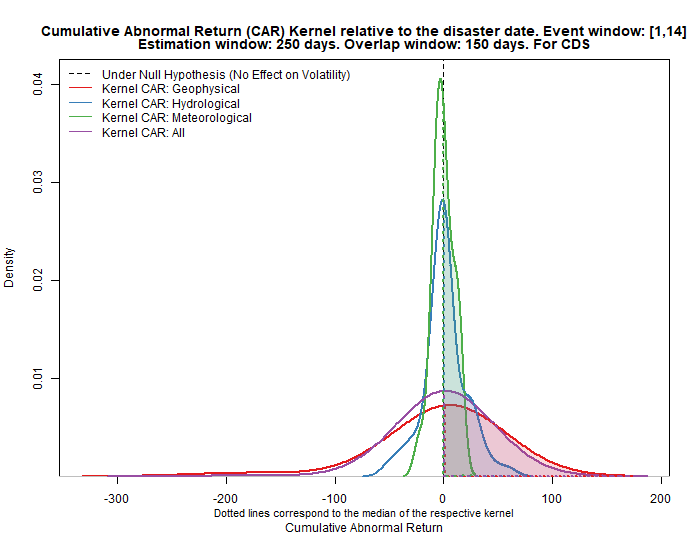 Cumulative Abnormal Return (CAR) Kernel relative to the disaster date. Event window: [1,14]
Estimation window: 250 days. Overlap window: 150 days. For CDS
Under Null Hypothesis (No Effect on Volatility)
Kernel CAR: Geophysical
Kernel CAR: Hydrological
Kernel CAR: Meteorological
Kernel CAR: All
0.04
0.03
0.02
0.01
Density
-300 -200 -100 0 100 200
Dotted lines correspond to the median of the respecitve kernel
Cumulative Abnormal Return